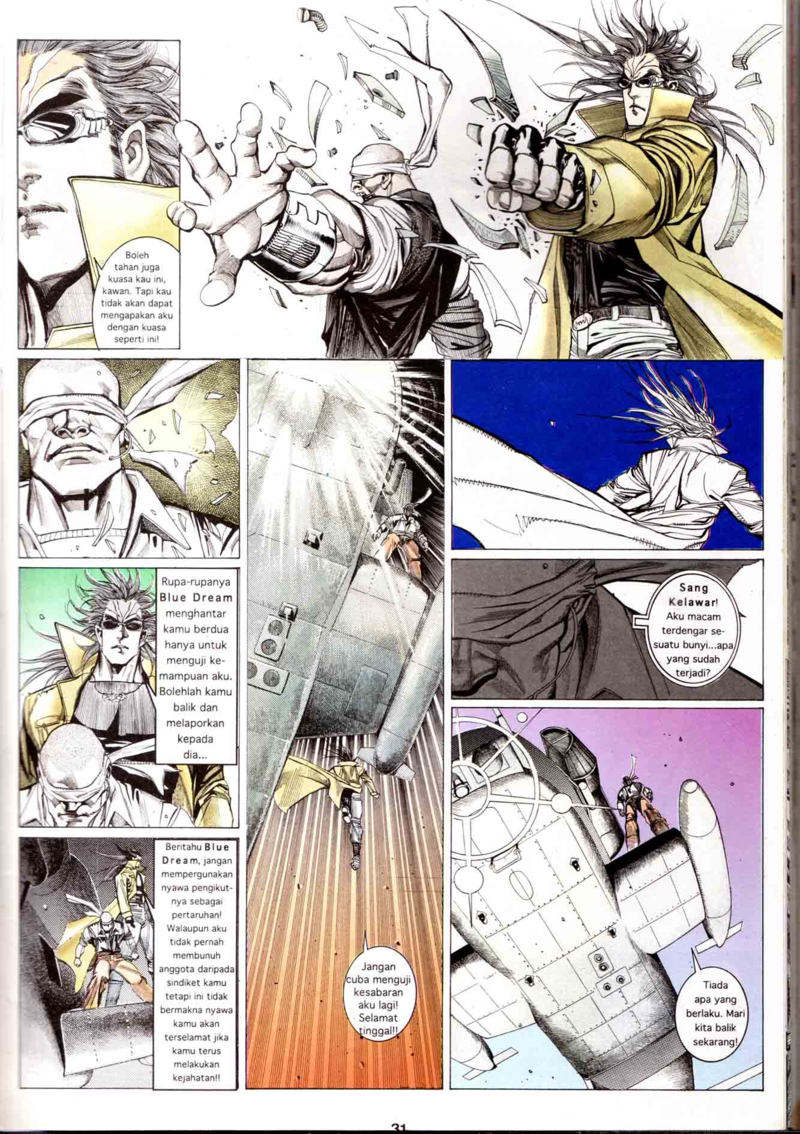 Boleh
tahan juga
kuasa kau ini,
kawan. Tapi kau
tidak akan dapat
mengapakan aku
dengan kuasa
seperti ini!
Rupa-rupanya
Blue Dream
menghantar
kamu berdua
hanya untuk
menguji ke-
mampuan aku.
Bolehlah kamu
balik dan
melaporkan
kepada
dia...
Beritahu Blue
Dream, jangan
mempergunakan
nyawa pengikut-
nya sebagai
pertaruhan!
Walaupun aku
tidak pernah
membunuh
anggota daripada
sindiket kamu
tetapi ini tidak
bermakna nyawa
kamu akan
terselamat jika
kamu terus
melakukan
kejahatan!!
Jangan
cuba menguji
kesabaran
aku lagi!
Selamat
tinggal!!
Sang
Kelawar!
Aku macam
terdengar se-
suatu bunyi...apa
yang sudah
terjadi?
Tiada
apa yang
berlaku. Mari
kita balik
sekarang!
31